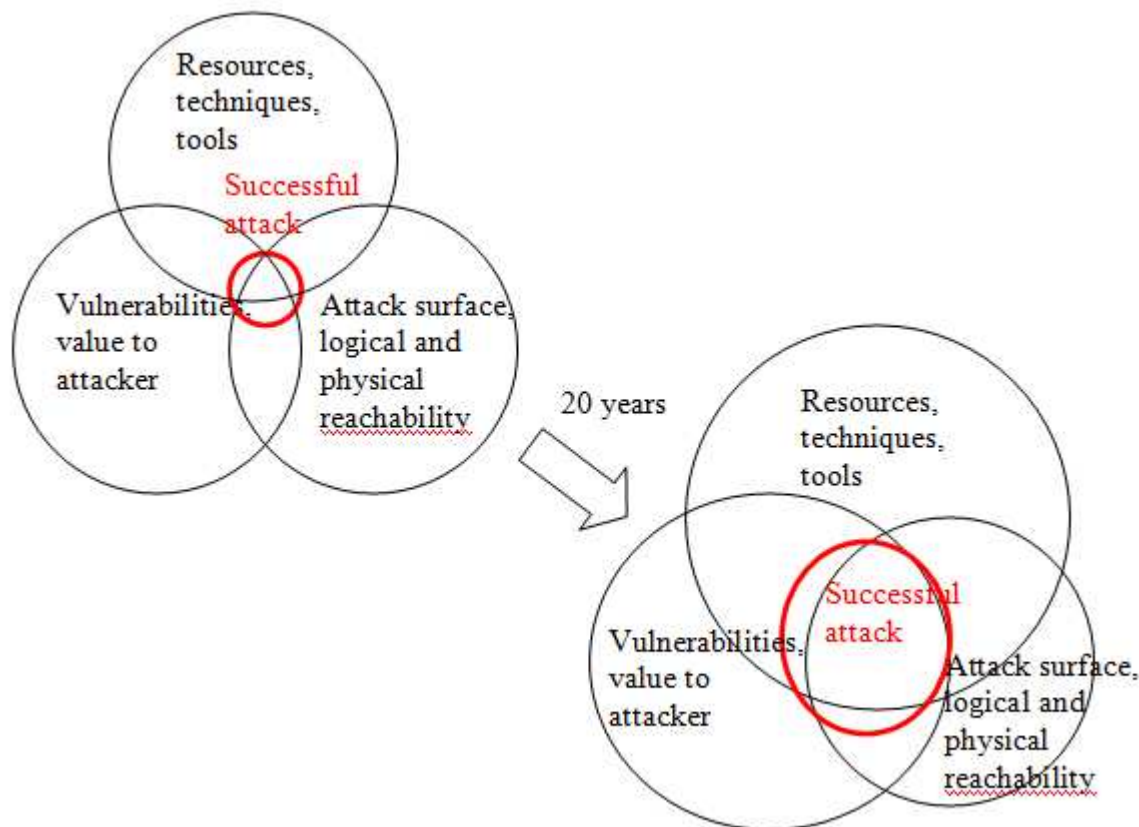 Resources,
techniques,
tools
Successful
attack
Vulnerabilities,
value to
attacker
Attack surface,
logical and
physical
reachability
20 years
Resources,
techniques,
tools
Successful
attack
Vulnerabilities,
value to
attacker
Attack surface,
logical and
physical
reachability